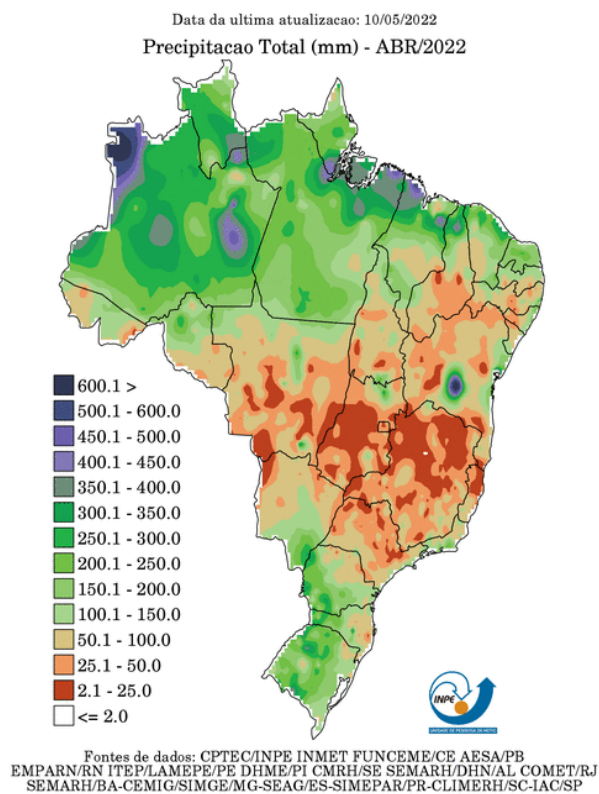 Data da ultima atualizacao: 10/05/2022
Precipitacao Total (mm) - ABR/2022
600.1 >
500.1 - 600.0
450.1 - 500.0
400.1 - 450.0
350.1 - 400.0
300.1 - 350.0
250.1 - 300.0
200.1 - 250.0
150.1 - 200.0
100.1 - 150.0
50.1 - 100.0
25.1 - 50.0
2.1 - 25.0
<= 2.0
INPE
UNIDADE DE PESQUISA DE METEO
Fontes de dados: CPTEC/INPE INMET FUNCEME/CE AESA/PB
EMPARN/RN ITEP/LAMEPE/PE DHME/PI CMRH/SE SEMARH/DHN/AL COMET/RJ
SEMARH/BA-CEMIG/SIMGE/MG-SEAG/ES-SIMEPAR/PR-CLIMERH/SC-IAC/SP